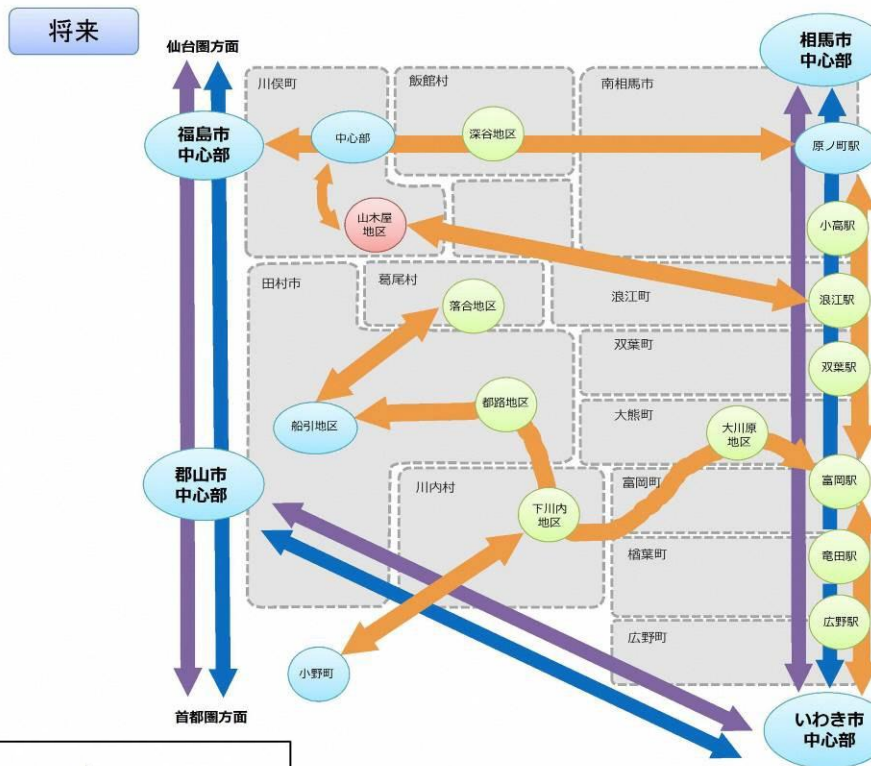 将来
仙台圏方面
相馬市
中心部
川俣町
飯館村
南相馬市
福島市
中心部
中心部
深谷地区
原ノ町駅
山木屋
地区
小高駅
田村市
葛尾村
落合地区
浪江町
浪江駅
双葉町
双葉駅
船引地区
都路地区
大熊町
大川原
地区
郡山市
中心部
川内村
下川内
地区
富岡町
富岡駅
楢葉町
竜田駅
広野町
広野駅
小野町
首都圏方面
いわき市
中心部